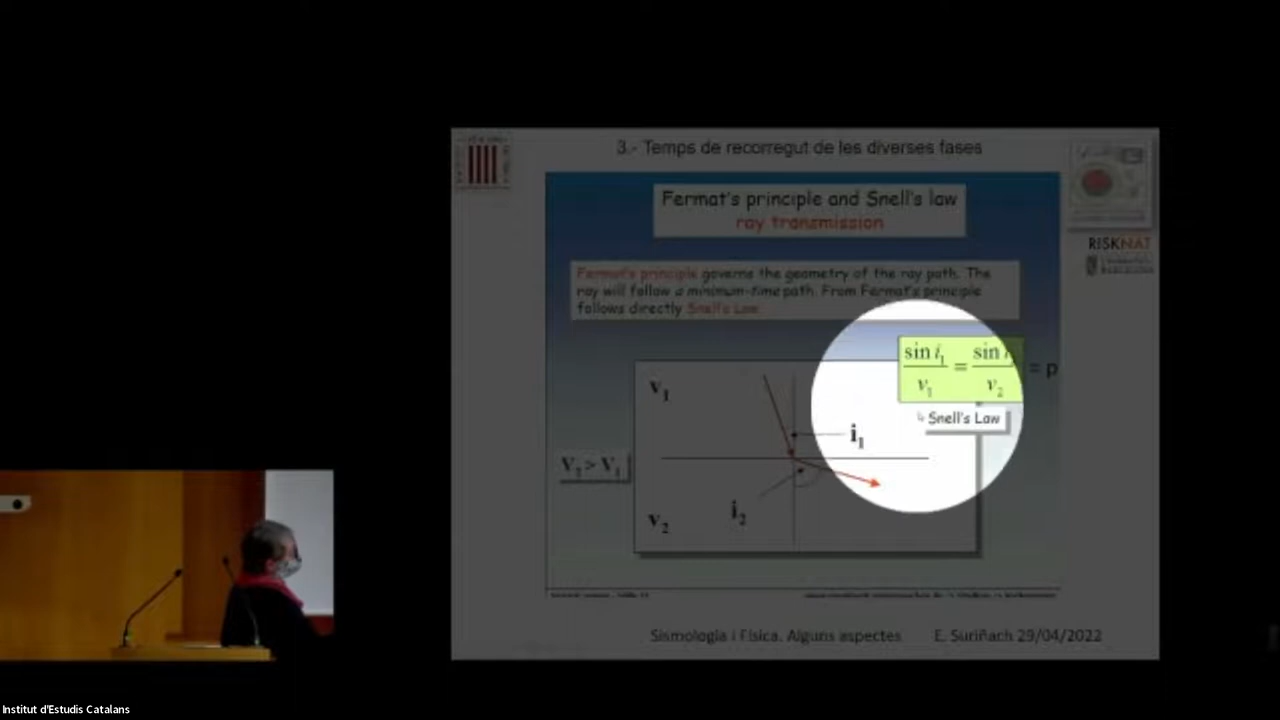 3.- Temps de recorregut de les diverses fases
Fermat's principle and Snell's law
ray transmission
RISKNAT
Fermat's principle governs the geometry of the ray path. The
ray will follow a minimum-time path. From Fermat's principle
follows directly Snell's Law
sin i₁ / v₁ = sin i / v₂ = p
Snell's Law
v₁
i₁
v₂
i₂
Sismologia i Física. Alguns aspectes E. Suriñach 29/04/2022
Institut d'Estudis Catalans